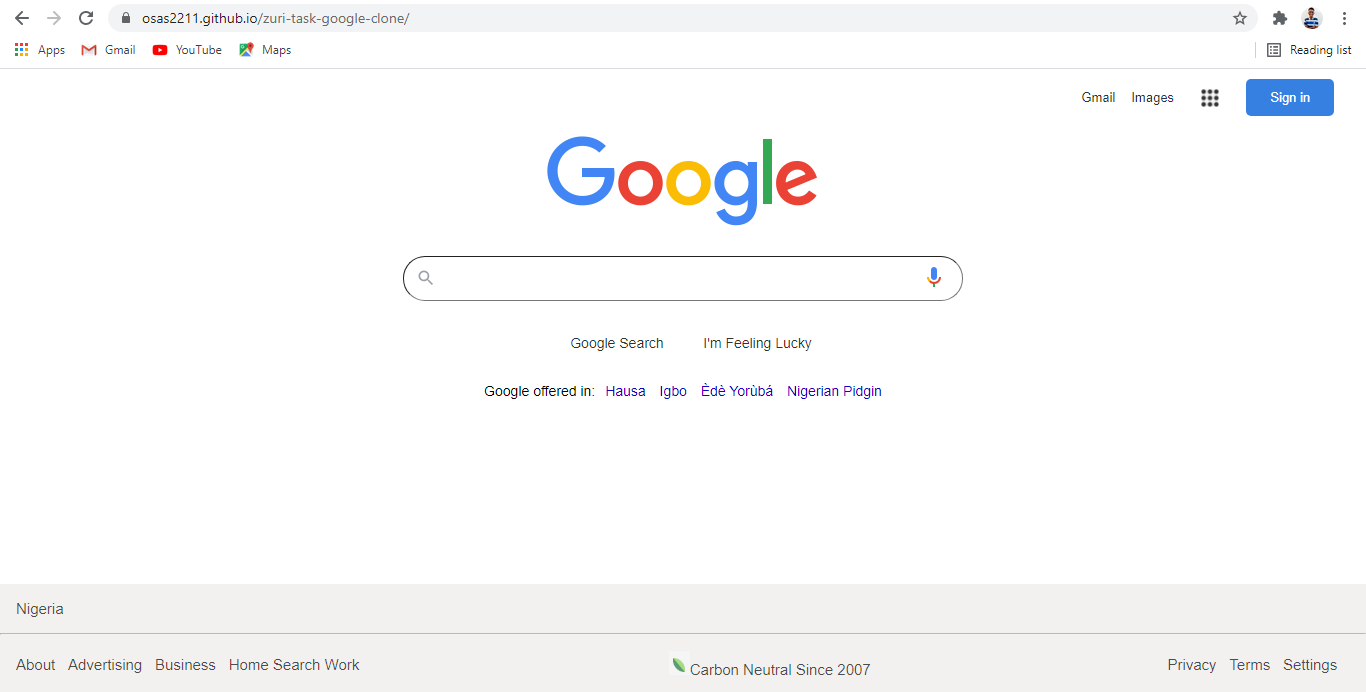 osas2211.github.io/zuri-task-google-clone/
Apps Gmail YouTube Maps Reading list
Gmail Images Sign in
Google
Google Search I'm Feeling Lucky
Google offered in: Hausa Igbo Èdè Yorùbá Nigerian Pidgin
Nigeria
About Advertising Business Home Search Work Carbon Neutral Since 2007 Privacy Terms Settings